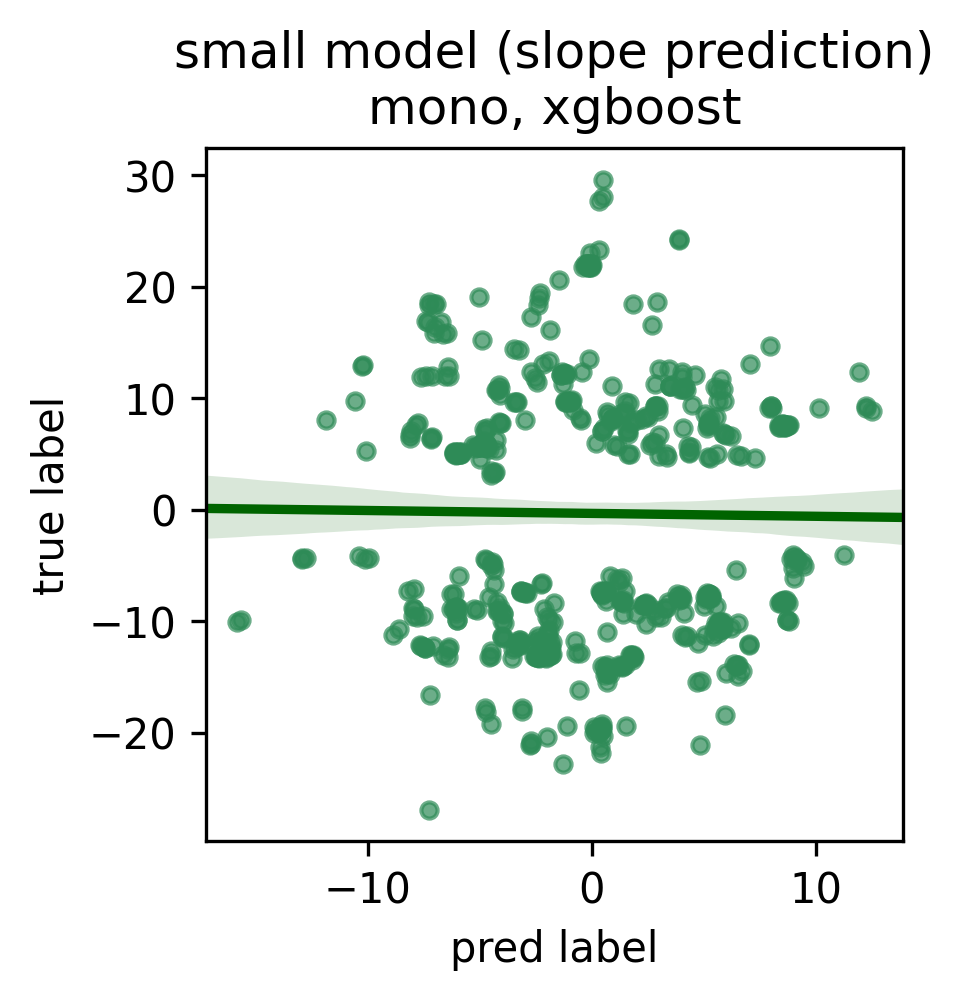 small model (slope prediction)
mono, xgboost
30
20
10
0
−10
−20
true label
−10
0
10
pred label